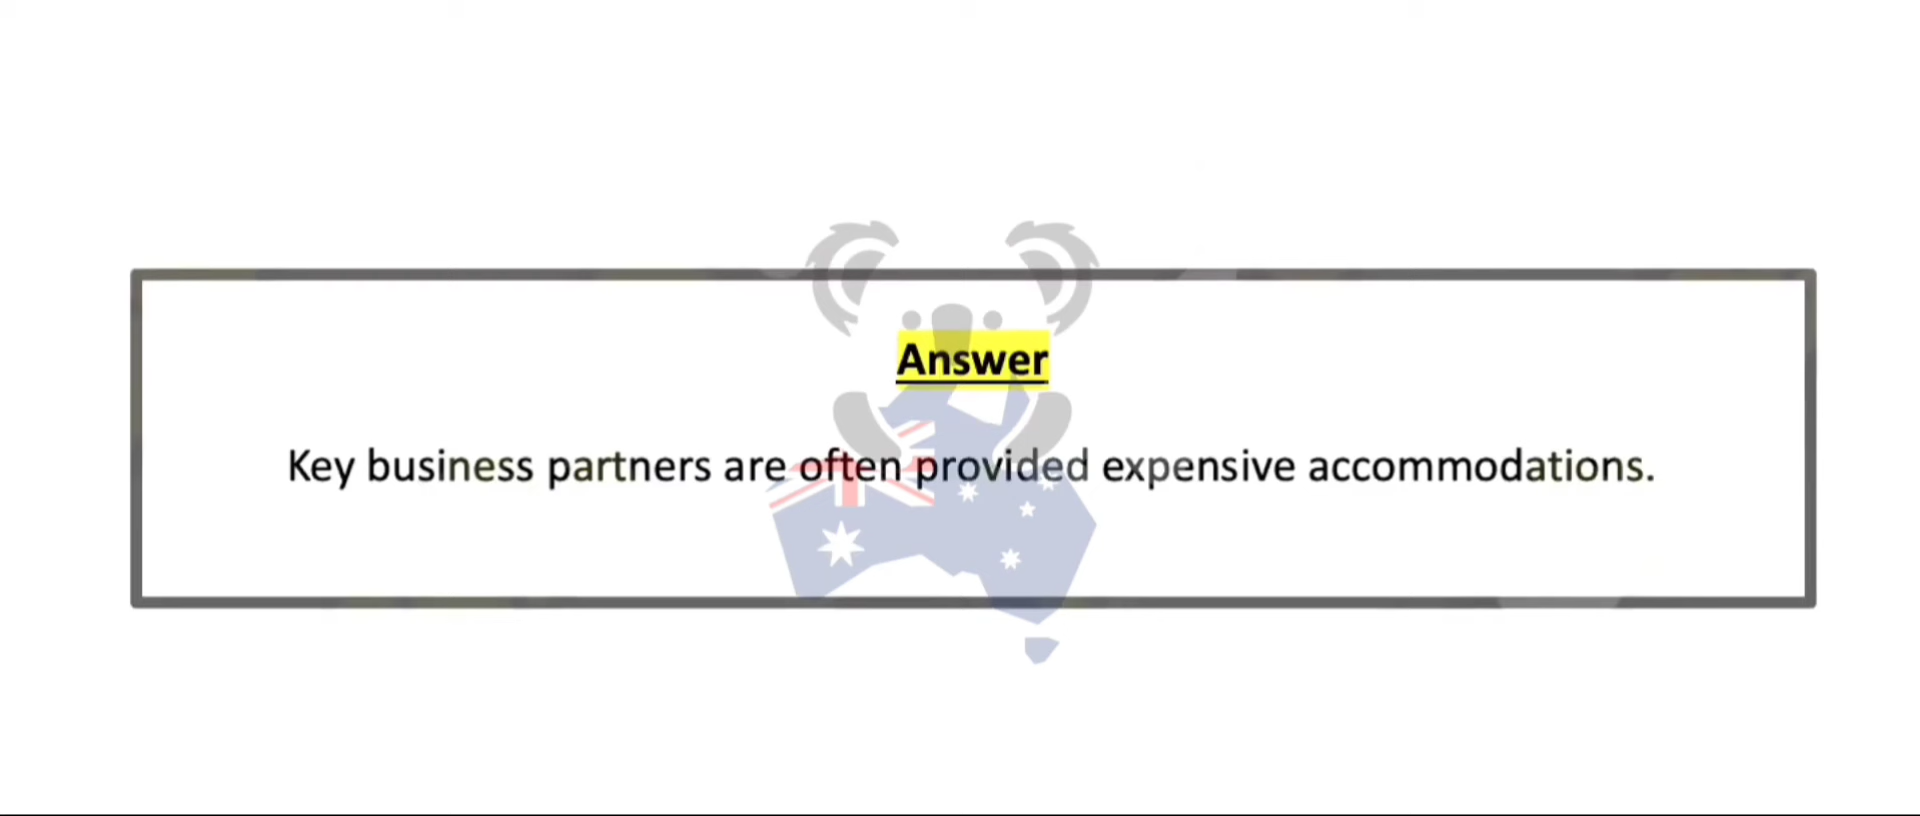 Answer
Key business partners are often provided expensive accommodations.